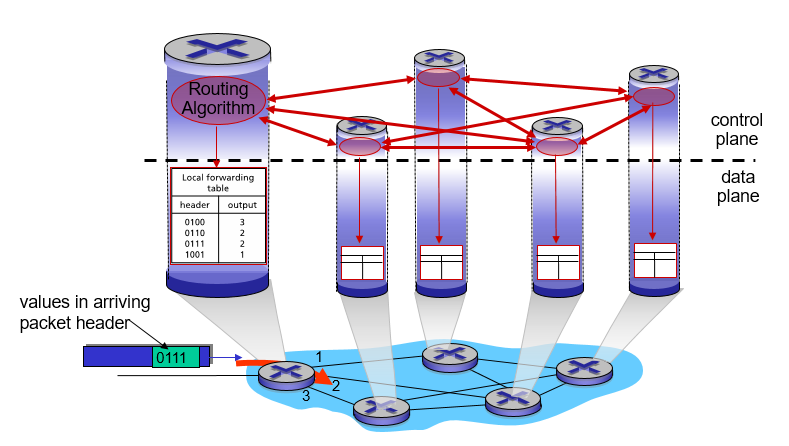 Routing
Algorithm
control
plane
data
plane
Local forwarding
table
header output
0100 3
0110 2
0111 2
1001 1
values in arriving
packet header
0111
1
2
3